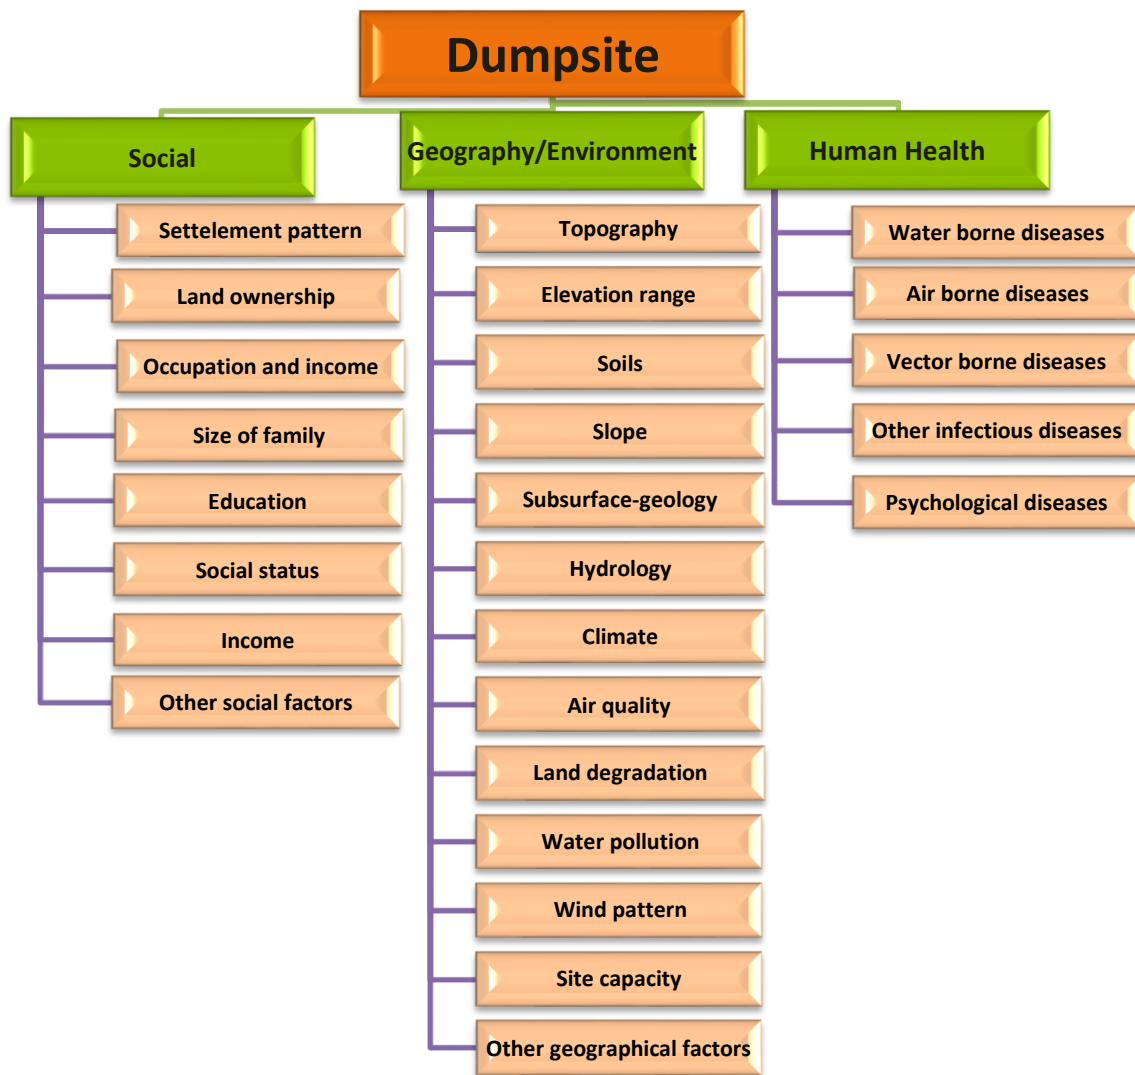 Dumpsite
Social
Settelement pattern
Land ownership
Occupation and income
Size of family
Education
Social status
Income
Other social factors
Geography/Environment
Topography
Elevation range
Soils
Slope
Subsurface-geology
Hydrology
Climate
Air quality
Land degradation
Water pollution
Wind pattern
Site capacity
Other geographical factors
Human Health
Water borne diseases
Air borne diseases
Vector borne diseases
Other infectious diseases
Psychological diseases